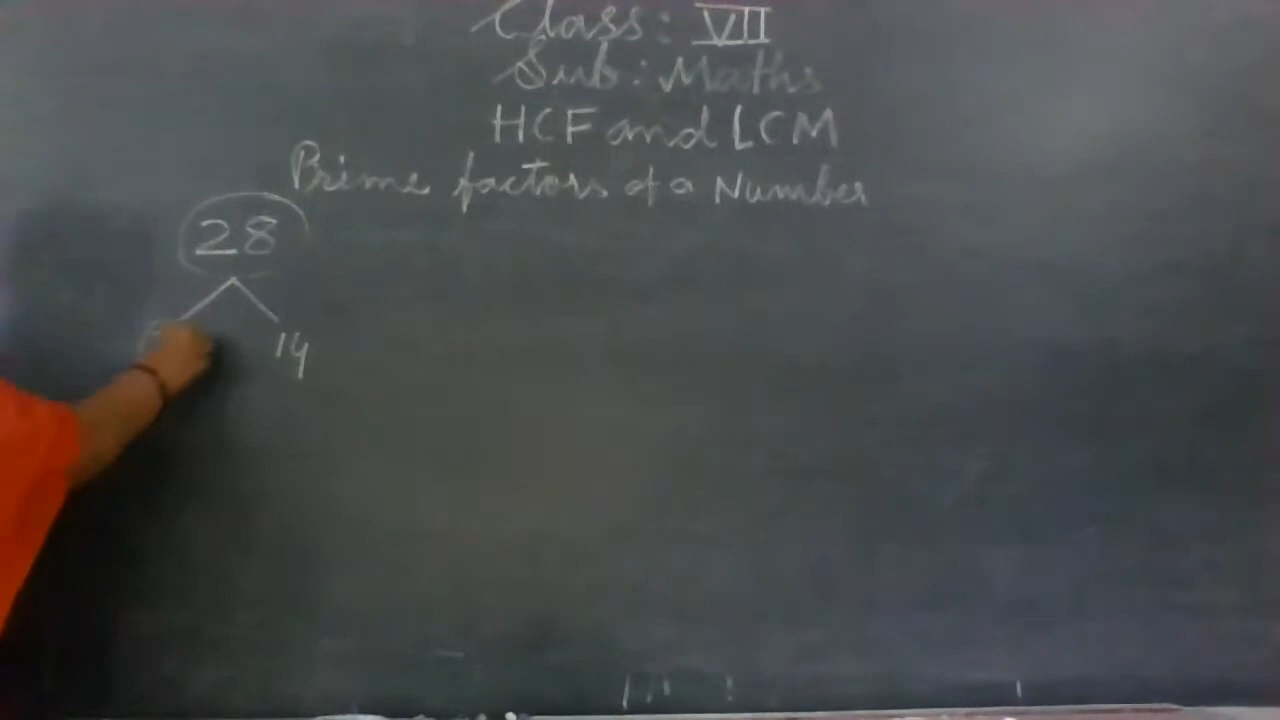 Class: VII
Sub: Maths
HCF and LCM
Prime factors of a Number
28
14